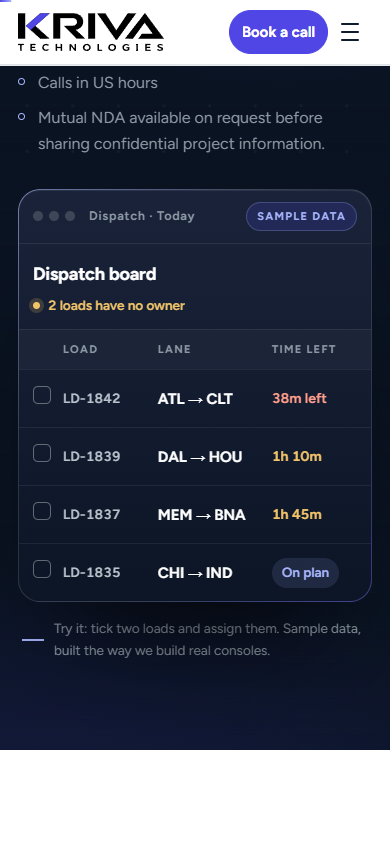 KRIVA
TECHNOLOGIES
Book a call
Calls in US hours
Mutual NDA available on request before
sharing confidential project information.
Dispatch · Today
SAMPLE DATA
Dispatch board
2 loads have no owner
LOAD LANE TIME LEFT
LD-1842 ATL → CLT 38m left
LD-1839 DAL → HOU 1h 10m
LD-1837 MEM → BNA 1h 45m
LD-1835 CHI → IND On plan
Try it: tick two loads and assign them. Sample data,
built the way we build real consoles.